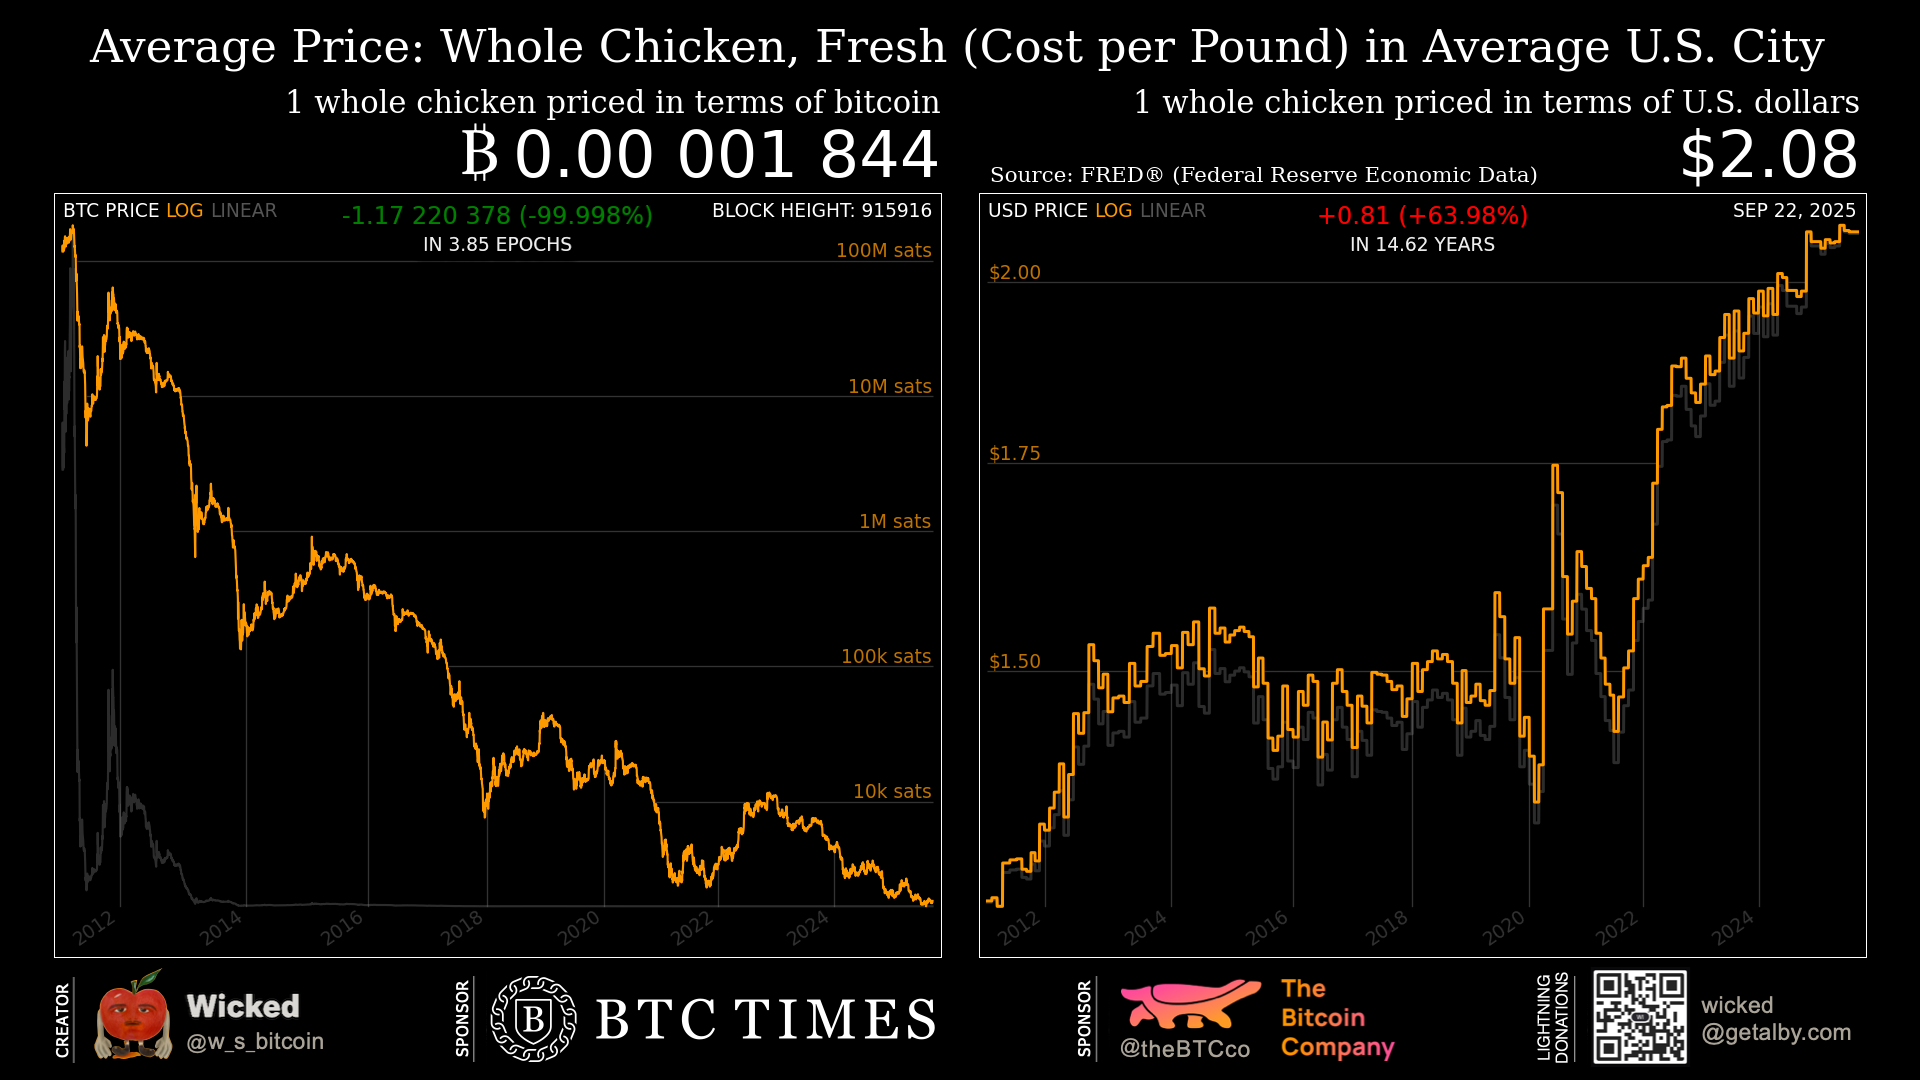 Average Price: Whole Chicken, Fresh (Cost per Pound) in Average U.S. City
1 whole chicken priced in terms of bitcoin
₿ 0.00 001 844
BTC PRICE LOG LINEAR
-1.17 220 378 (-99.998%)
IN 3.85 EPOCHS
BLOCK HEIGHT: 915916
100M sats
10M sats
1M sats
100k sats
10k sats
2012
2014
2016
2018
2020
2022
2024
1 whole chicken priced in terms of U.S. dollars
Source: FRED® (Federal Reserve Economic Data)
$2.08
USD PRICE LOG LINEAR
+0.81 (+63.98%)
IN 14.62 YEARS
SEP 22, 2025
$2.00
$1.75
$1.50
2012
2014
2016
2018
2020
2022
2024
CREATOR
Wicked
@w_s_bitcoin
SPONSOR
B
BTC TIMES
SPONSOR
@theBTCco
The
Bitcoin
Company
LIGHTNING
DONATIONS
wicked
@getalby.com